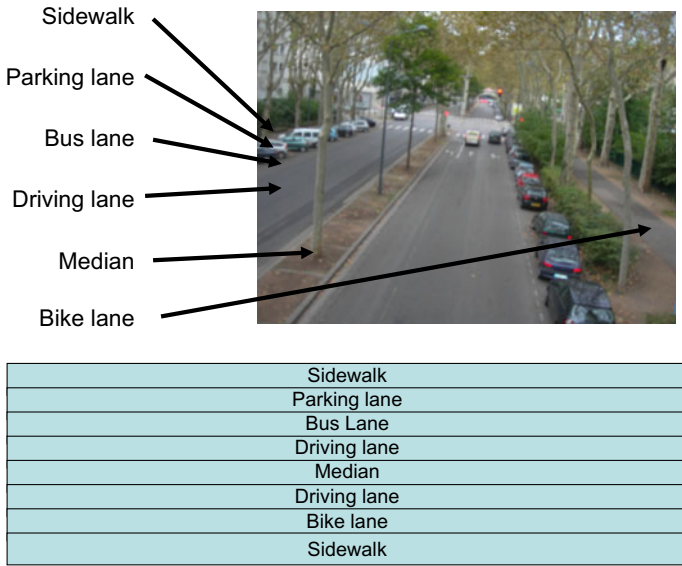 Sidewalk
Parking lane
Bus lane
Driving lane
Median
Bike lane
Sidewalk
Parking lane
Bus Lane
Driving lane
Median
Driving lane
Bike lane
Sidewalk